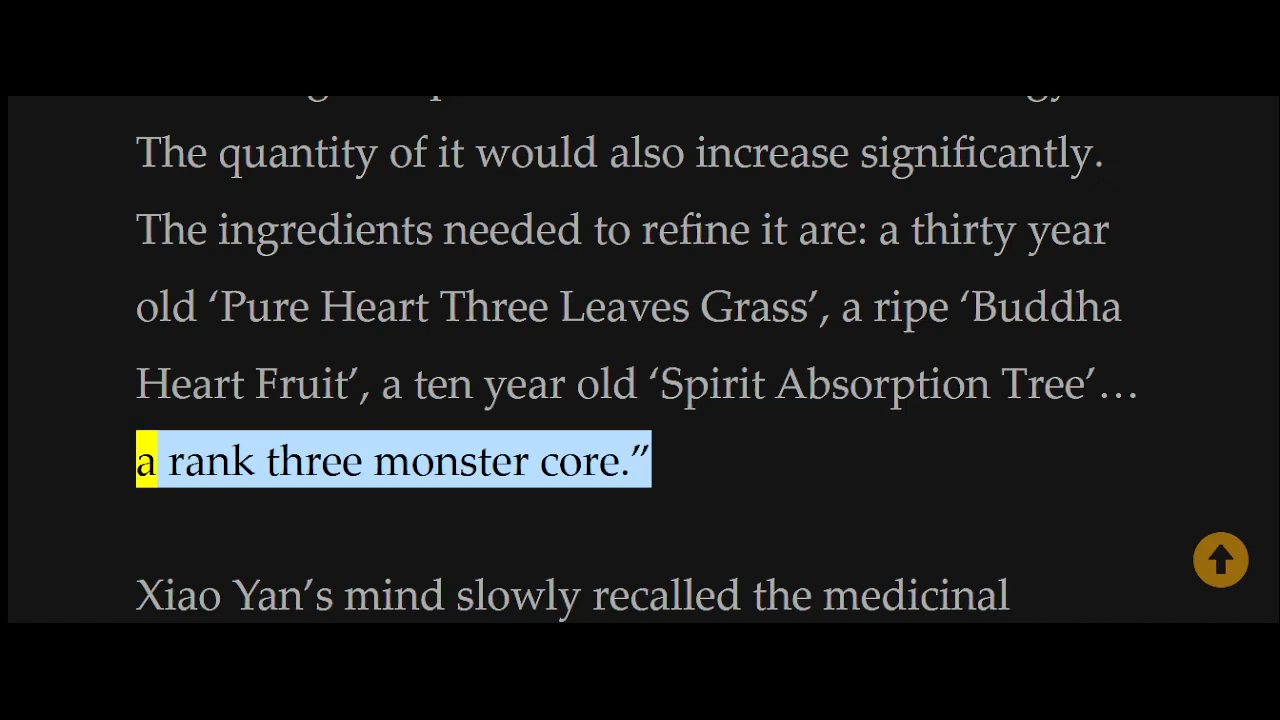 The quantity of it would also increase significantly.
The ingredients needed to refine it are: a thirty year
old ‘Pure Heart Three Leaves Grass’, a ripe ‘Buddha
Heart Fruit’, a ten year old ‘Spirit Absorption Tree’…
a rank three monster core.”
Xiao Yan’s mind slowly recalled the medicinal